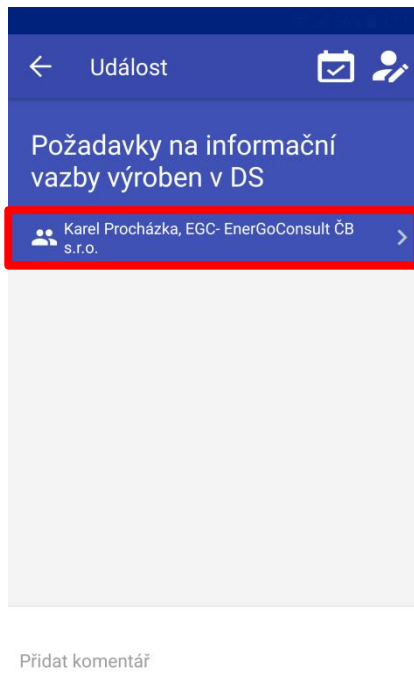 Událost
Požadavky na informační
vazby výroben v DS
Karel Procházka, EGC- EnerGoConsult ČB
s.r.o.
Přidat komentář